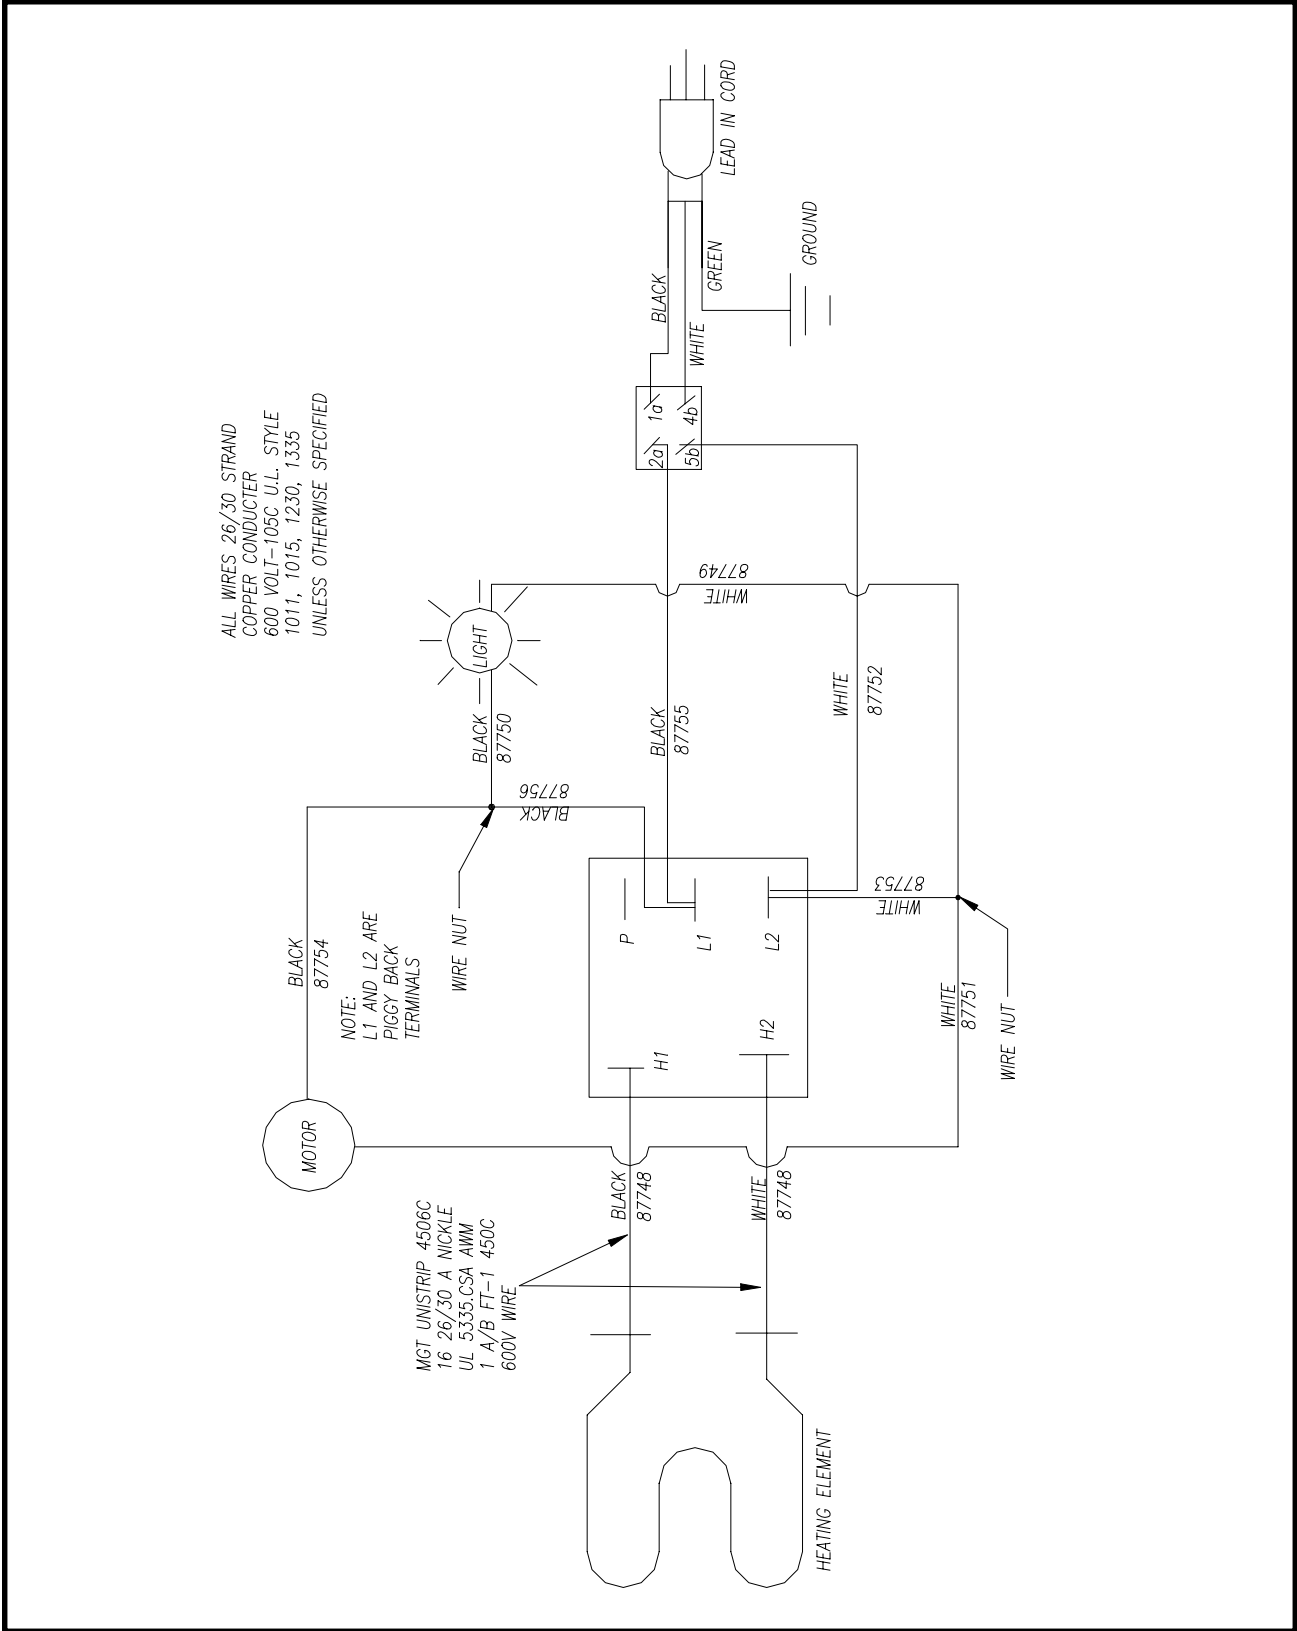 ALL WIRES 26/30 STRAND
COPPER CONDUCTER
600 VOLT-105C U.L. STYLE
1011, 1015, 1230, 1335
UNLESS OTHERWISE SPECIFIED
MOTOR
BLACK
87754
NOTE:
L1 AND L2 ARE
PIGGY BACK
TERMINALS
WIRE NUT
BLACK
87750
LIGHT
BLACK
87756
MGT UNISTRIP 4506C
16 26/30 A NICKLE
UL 5335.CSA AWM
1 A/B FT-1 450C
600V WIRE
BLACK
87748
WHITE
87748
HEATING ELEMENT
H1
H2
P
L1
L2
BLACK
87755
WHITE
87749
WHITE
87752
WHITE
87753
WHITE
87751
WIRE NUT
2a
1a
5b
4b
BLACK
WHITE
GREEN
GROUND
LEAD IN CORD